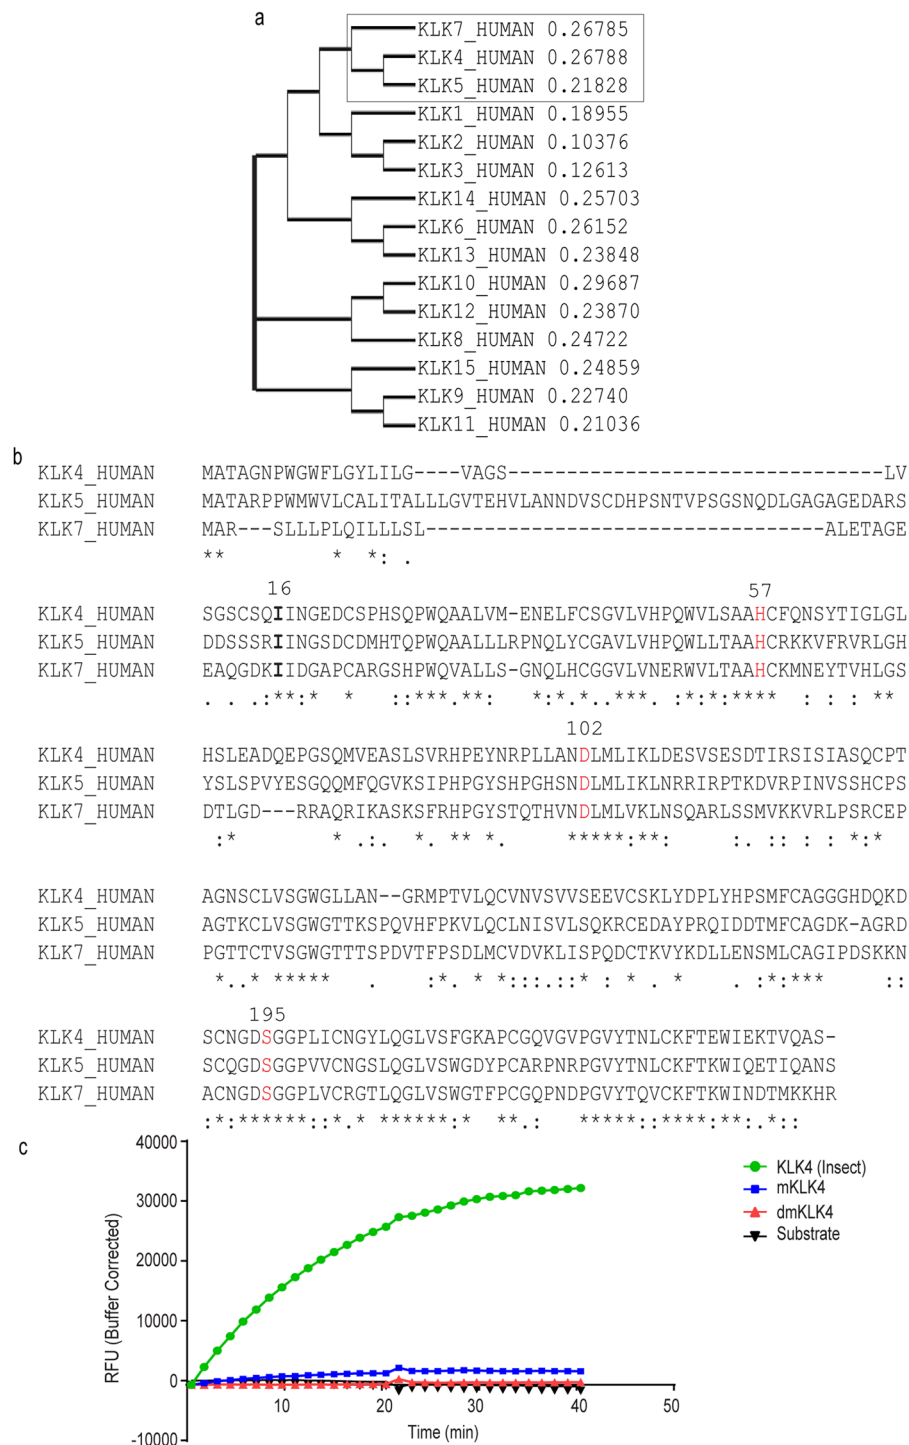 a
KLK7_HUMAN 0.26785
KLK4_HUMAN 0.26788
KLK5_HUMAN 0.21828
KLK1_HUMAN 0.18955
KLK2_HUMAN 0.10376
KLK3_HUMAN 0.12613
KLK14_HUMAN 0.25703
KLK6_HUMAN 0.26152
KLK13_HUMAN 0.23848
KLK10_HUMAN 0.29687
KLK12_HUMAN 0.23870
KLK8_HUMAN 0.24722
KLK15_HUMAN 0.24859
KLK9_HUMAN 0.22740
KLK11_HUMAN 0.21036
b
KLK4_HUMAN MATAGNPWGWFLGYLILG----VAGS-------------------------------LV
KLK5_HUMAN MATARPPWMWVLCALITALLLGVTEHVLANNDVSCDHPSNTVPSGSNQDLGAGAGEDARS
KLK7_HUMAN MAR---SLLLPLQILLLSL---------------------------------ALETAGE
** * *: .
16 57
KLK4_HUMAN SGSCSQIINGEDCSPHSQPWQAALVM-ENELFCSGVLVHPQWVLSAAHCFQNSYTIGLGL
KLK5_HUMAN DDSSSRIINGSDCDMHTQPWQAALLLRPNQLYCGAVLVHPQWLLTAAHCRKKVFRVRLGH
KLK7_HUMAN EAQGDKIIDGAPCARGSHPWQVALLS-GNQLHCGGVLVNERWVLTAAHCKMNEYTVHLGS
. . .:**:* * ::***.**: *:*.*..***: .*:*:**** : : : **
102
KLK4_HUMAN HSLEADQEPGSQMVEASLSVRHPEYNRPLLANDLMLIKLDESVSESDTIRSISIASQCPT
KLK5_HUMAN YSLSPVYESGQQMFQGVKSIPHPGYSHPGHSNDLMLIKLNRRIRPTKDVRPINVSSHCPS
KLK7_HUMAN DTLGD---RRAQRIKASKSFRHPGYSTQTHVNDLMLVKLNSQARLSSMVKKVRLPSRCEP
:* * .:. *. ** *. *****:**: :. :: : : *:*
KLK4_HUMAN AGNSCLVSGWGLLAN--GRMPTVLQCVNVSVVSEEVCSKLYDPLYHPSMFCAGGGHDQKD
KLK5_HUMAN AGTKCLVSGWGTTKSPQVHFPKVLQCLNISVLSQKRCEDAYPRQIDDTMFCAGDK-AGRD
KLK7_HUMAN PGTTCTVSGWGTTTSPDVTFPSDLMCVDVKLISPQDCTKVYKDLLENSMLCAGIPDSKKN
*..* ***** . :*. * *:::.::* : * . * :*:*** ::
195
KLK4_HUMAN SCNGDSGGPLICNGYLQGLVSFGKAPCGQVGVPGVYTNLCKFTEWIEKTVQAS-
KLK5_HUMAN SCQGDSGGPVVCNGSLQGLVSWGDYPCARPNRPGVYTNLCKFTKWIQETIQANS
KLK7_HUMAN ACNGDSGGPLVCRGTLQGLVSWGTFPCGQPNDPGVYTQVCKFTKWINDTMKKHR
:*:******::*.* ******:* **.: *****::****:**:.*::
c
40000
30000
20000
10000
0
-10000
RFU (Buffer Corrected)
10 20 30 40 50
Time (min)
KLK4 (Insect)
mKLK4
dmKLK4
Substrate